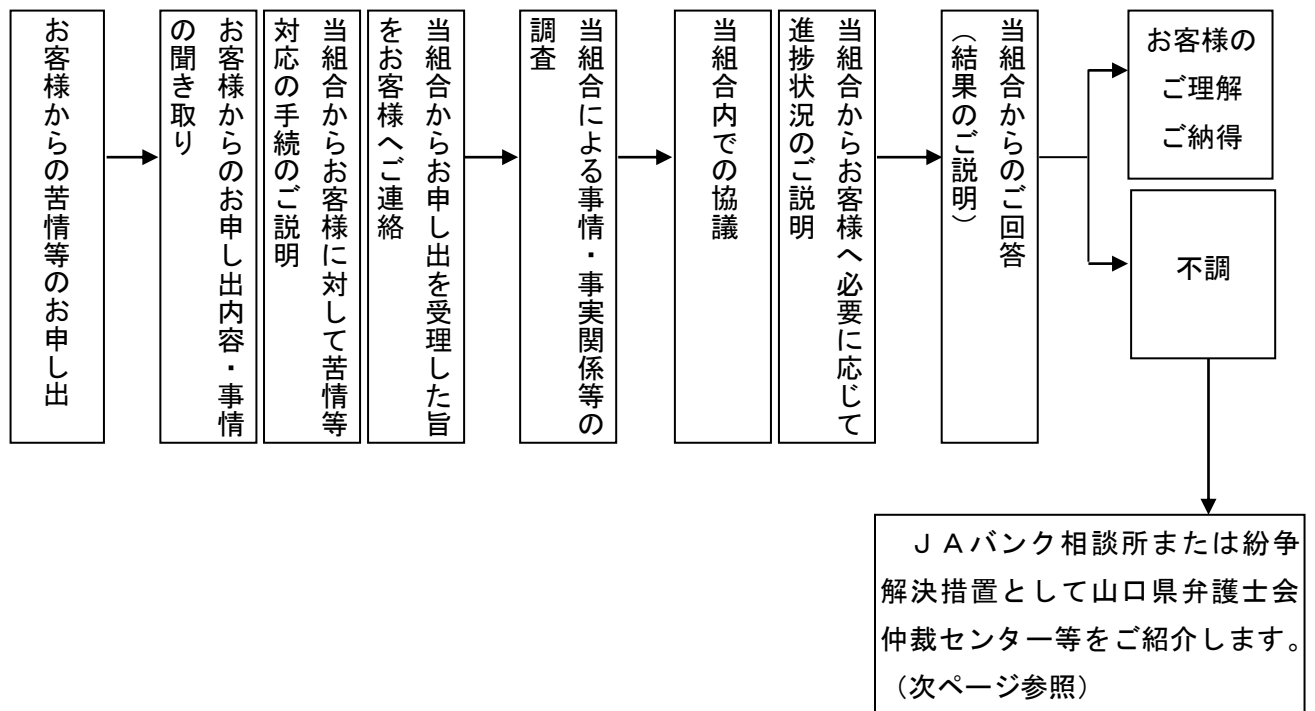 お客様からの苦情等のお申し出
お客様からのお申し出内容・事情
の聞き取り
当組合からお客様に対して苦情等
対応の手続のご説明
当組合からお申し出を受理した旨
をお客様へご連絡
当組合による事情・事実関係等の
調査
当組合内での協議
当組合からお客様へ必要に応じて
進捗状況のご説明
当組合からのご回答
（結果のご説明）
お客様の
ご理解
ご納得
不調
ＪＡバンク相談所または紛争
解決措置として山口県弁護士会
仲裁センター等をご紹介します。
（次ページ参照）